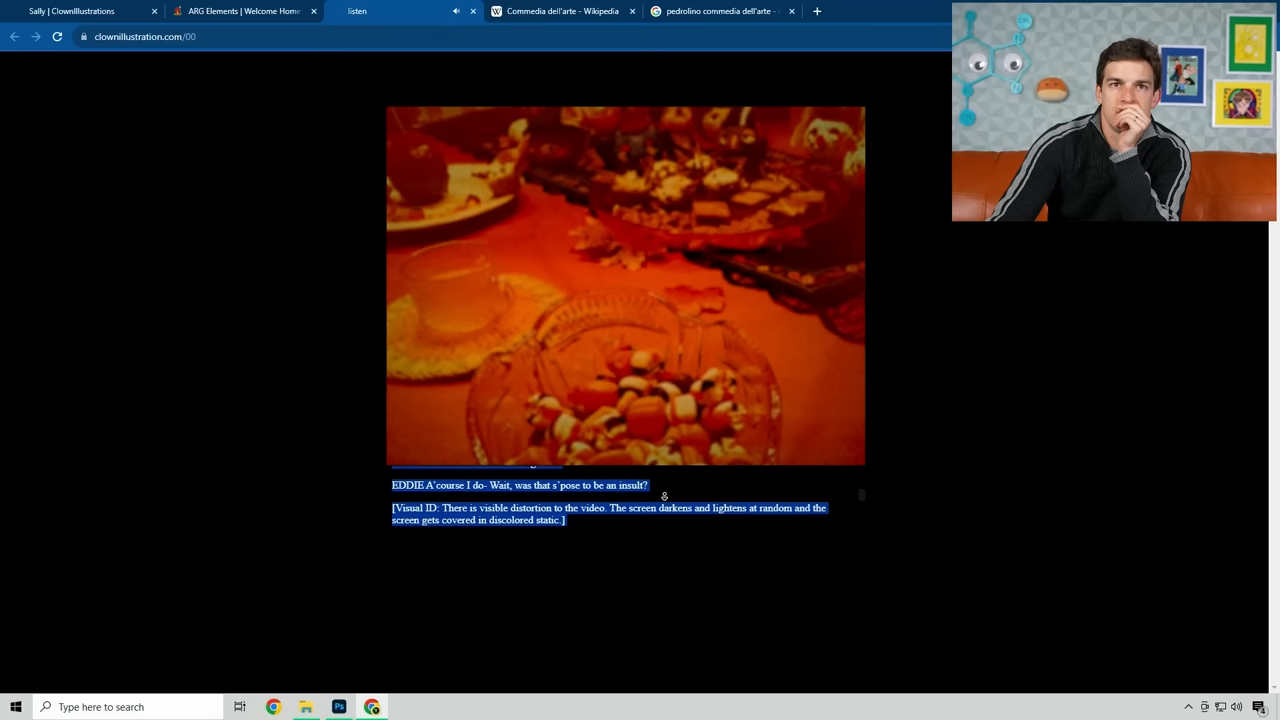 Sally | ClownIllustrations
ARG Elements | Welcome Hom
listen
Commedia dell'arte - Wikipedia
pedrolino commedia dell'arte -
clownillustration.com/00
EDDIE A'course I do- Wait, was that s'pose to be an insult?
[Visual ID: There is visible distortion to the video. The screen darkens and lightens at random and the
screen gets covered in discolored static.]
Type here to search